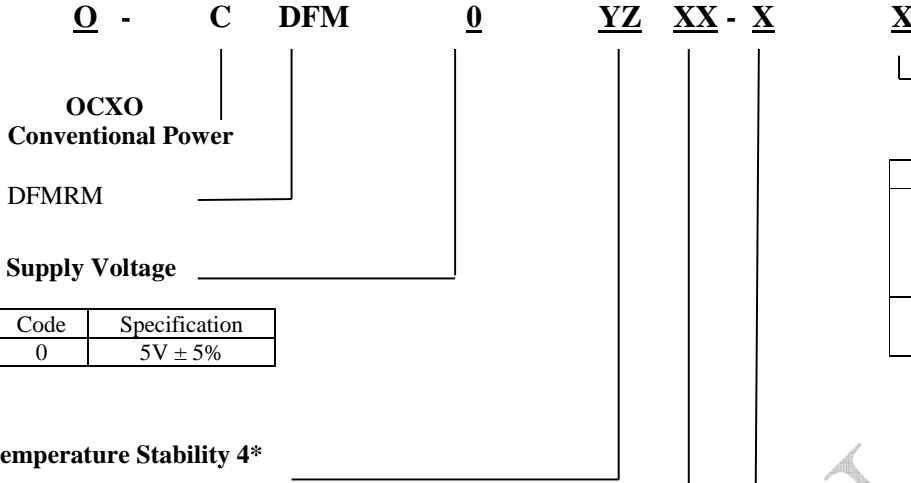 O - C DFM 0 YZ XX - X X
OCXO
Conventional Power
DFMRM
Supply Voltage
Code Specification
0 5V ± 5%
emperature Stability 4*